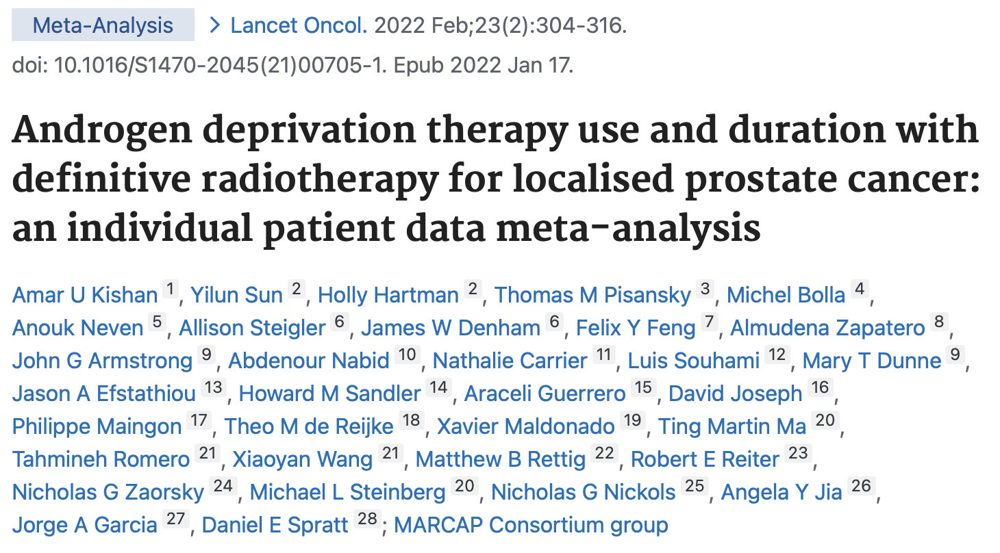 Meta-Analysis > Lancet Oncol. 2022 Feb;23(2):304-316.
doi: 10.1016/S1470-2045(21)00705-1. Epub 2022 Jan 17.
Androgen deprivation therapy use and duration with
definitive radiotherapy for localised prostate cancer:
an individual patient data meta-analysis
Amar U Kishan 1, Yilun Sun 2, Holly Hartman 2, Thomas M Pisansky 3, Michel Bolla 4,
Anouk Neven 5, Allison Steigler 6, James W Denham 6, Felix Y Feng 7, Almudena Zapatero 8,
John G Armstrong 9, Abdenour Nabid 10, Nathalie Carrier 11, Luis Souhami 12, Mary T Dunne 9,
Jason A Efstathiou 13, Howard M Sandler 14, Araceli Guerrero 15, David Joseph 16,
Philippe Maingon 17, Theo M de Reijke 18, Xavier Maldonado 19, Ting Martin Ma 20,
Tahmineh Romero 21, Xiaoyan Wang 21, Matthew B Rettig 22, Robert E Reiter 23,
Nicholas G Zaorsky 24, Michael L Steinberg 20, Nicholas G Nickols 25, Angela Y Jia 26,
Jorge A Garcia 27, Daniel E Spratt 28; MARCAP Consortium group